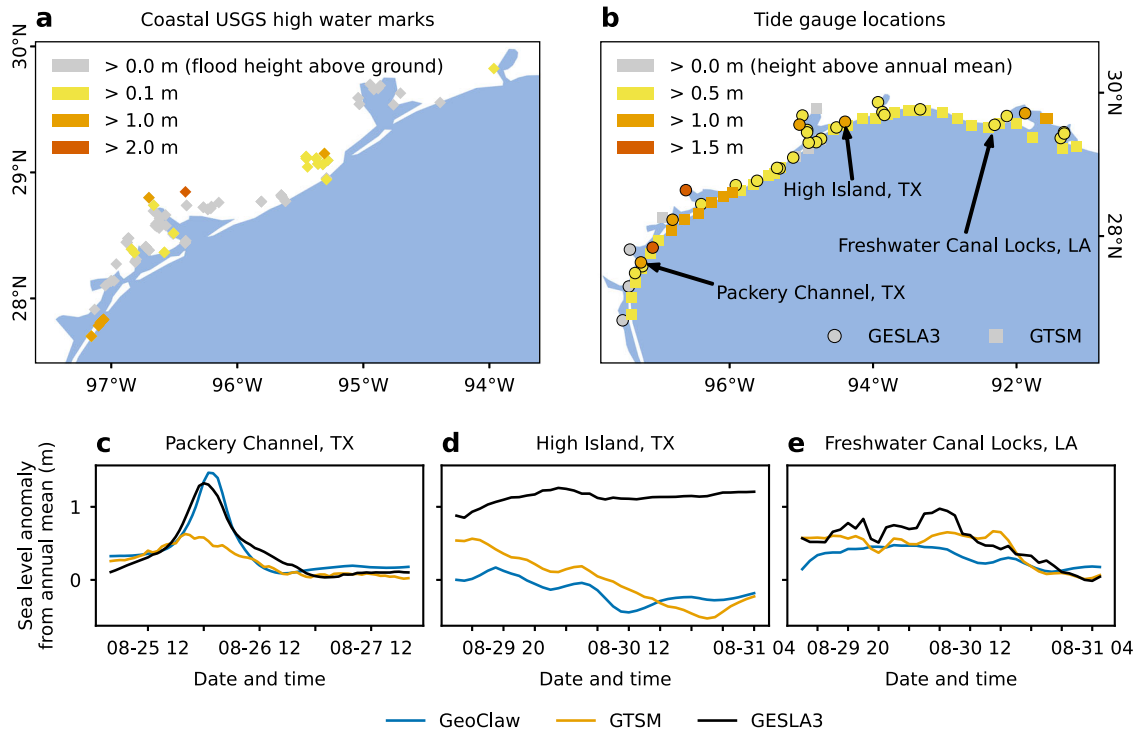 a Coastal USGS high water marks
> 0.0 m (flood height above ground)
> 0.1 m
> 1.0 m
> 2.0 m
30°N
29°N
28°N
97°W 96°W 95°W 94°W
b Tide gauge locations
> 0.0 m (height above annual mean)
> 0.5 m
> 1.0 m
> 1.5 m
High Island, TX
Freshwater Canal Locks, LA
Packery Channel, TX
GESLA3 GTSM
30°N
28°N
96°W 94°W 92°W
c Packery Channel, TX
Sea level anomaly
from annual mean (m)
1
0
08-25 12 08-26 12 08-27 12
Date and time
d High Island, TX
08-29 20 08-30 12 08-31 04
Date and time
e Freshwater Canal Locks, LA
08-29 20 08-30 12 08-31 04
Date and time
GeoClaw GTSM GESLA3